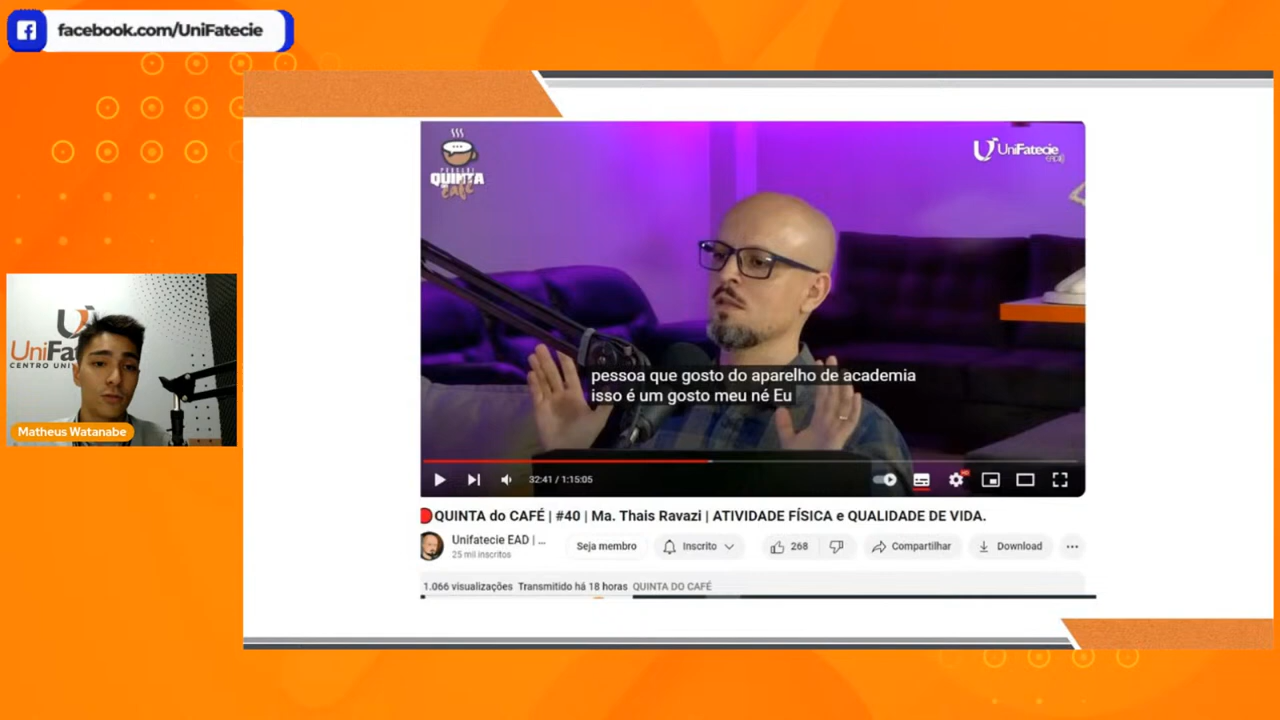 facebook.com/UniFatecie
PODCAST
QUINTA
café
UniFatecie
EAD
pessoa que gosto do aparelho de academia
isso é um gosto meu né Eu
32:41 / 1:15:05
HD
QUINTA do CAFÉ | #40 | Ma. Thais Ravazi | ATIVIDADE FÍSICA e QUALIDADE DE VIDA.
Unifatecie EAD | ...
25 mil inscritos
Seja membro
Inscrito
268
Compartilhar
Download
1.066 visualizações Transmitido há 18 horas QUINTA DO CAFÉ
UniFa
CENTRO UNI
Matheus Watanabe